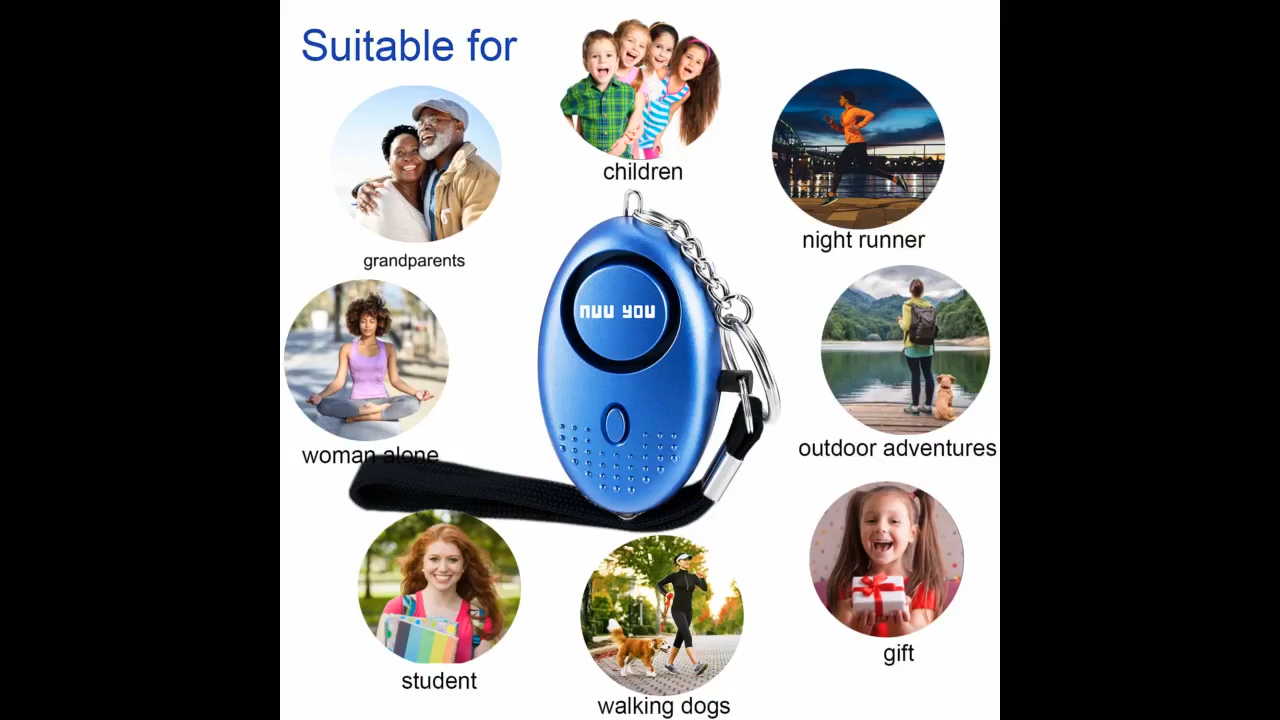 Suitable for
children
night runner
grandparents
nuu you
outdoor adventures
woman alone
gift
student
walking dogs